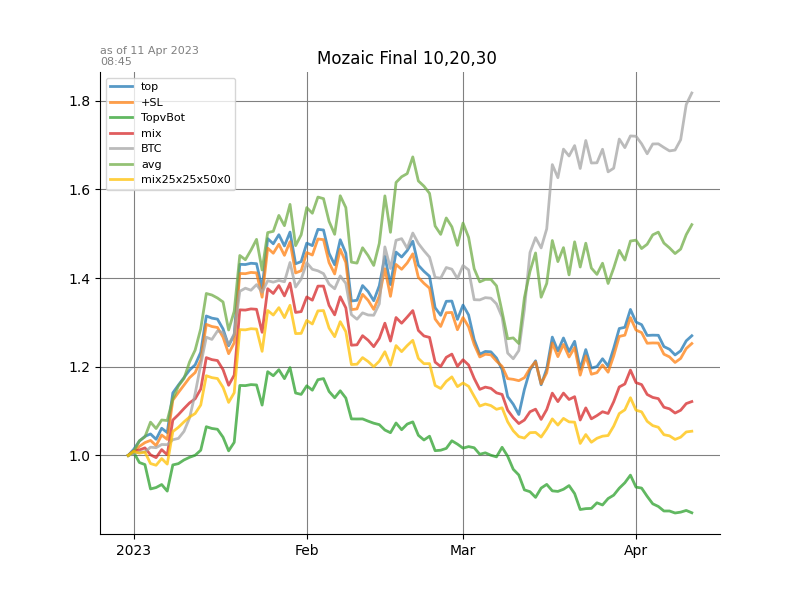 as of 11 Apr 2023
08:45
Mozaic Final 10,20,30
top
+SL
TopvBot
mix
BTC
avg
mix25x25x50x0
1.8
1.6
1.4
1.2
1.0
2023 Feb Mar Apr